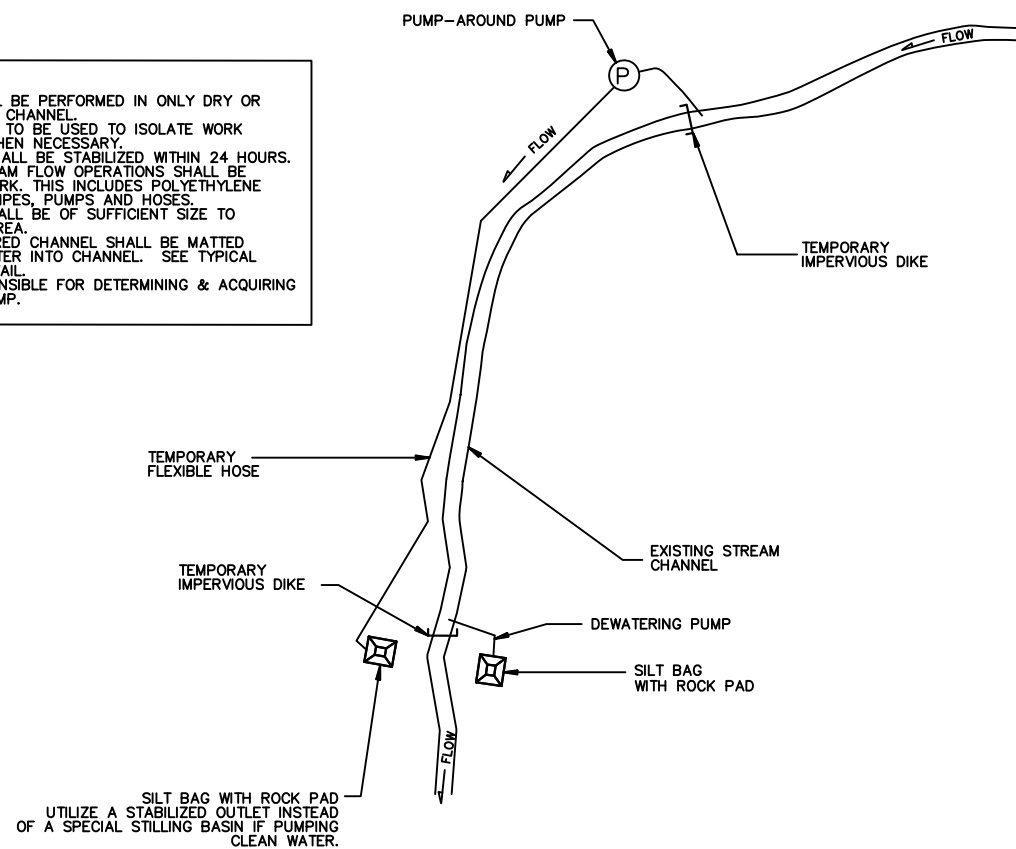 PUMP-AROUND PUMP
FLOW
P
BE PERFORMED IN ONLY DRY OR
CHANNEL.
TO BE USED TO ISOLATE WORK
HEN NECESSARY.
ALL BE STABILIZED WITHIN 24 HOURS.
AM FLOW OPERATIONS SHALL BE
RK. THIS INCLUDES POLYETHYLENE
IPES, PUMPS AND HOSES.
ALL BE OF SUFFICIENT SIZE TO
REA.
RED CHANNEL SHALL BE MATTED
TER INTO CHANNEL. SEE TYPICAL
AIL.
NSIBLE FOR DETERMINING & ACQUIRING
MP.
FLOW
TEMPORARY
IMPERVIOUS DIKE
TEMPORARY
FLEXIBLE HOSE
EXISTING STREAM
CHANNEL
TEMPORARY
IMPERVIOUS DIKE
DEWATERING PUMP
SILT BAG
WITH ROCK PAD
FLOW
SILT BAG WITH ROCK PAD
UTILIZE A STABILIZED OUTLET INSTEAD
OF A SPECIAL STILLING BASIN IF PUMPING
CLEAN WATER.